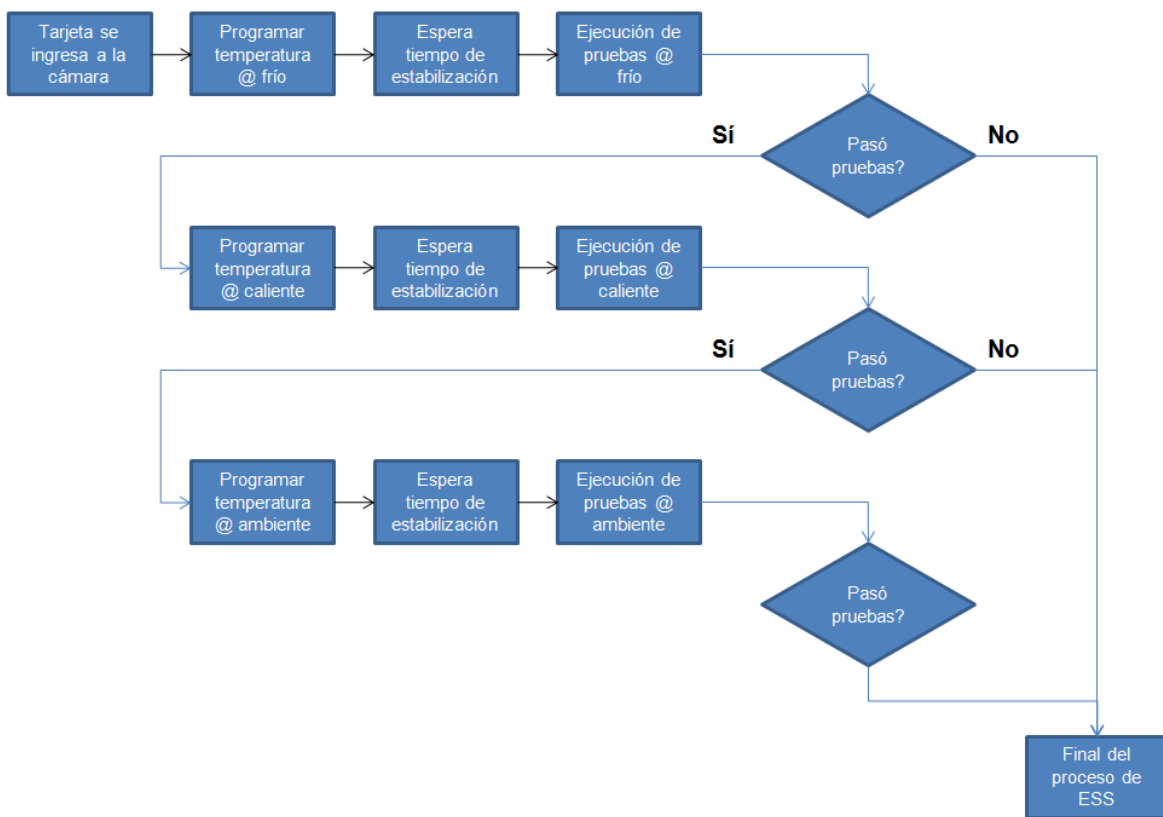 Tarjeta se
ingresa a la
cámara
Programar
temperatura
@ frío
Espera
tiempo de
estabilización
Ejecución de
pruebas @
frío
Sí
Pasó
pruebas?
No
Programar
temperatura
@ caliente
Espera
tiempo de
estabilización
Ejecución de
pruebas @
caliente
Sí
Pasó
pruebas?
No
Programar
temperatura
@ ambiente
Espera
tiempo de
estabilización
Ejecución de
pruebas @
ambiente
Pasó
pruebas?
Final del
proceso de
ESS